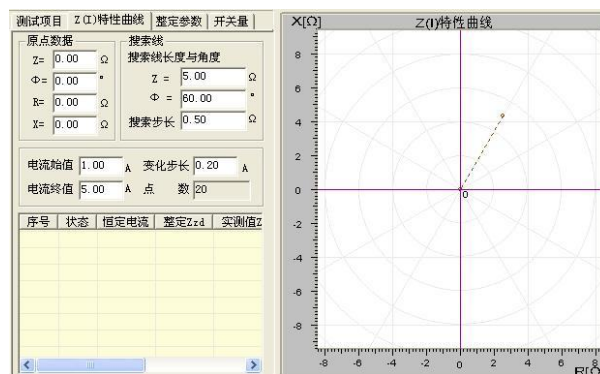 测试项目 Z(I)特性曲线 整定参数 开关量
原点数据
Z= 0.00 Ω
Φ= 0.00 °
R= 0.00 Ω
X= 0.00 Ω
搜索线
搜索线长度与角度
Z = 5.00 Ω
Φ = 60.00 °
搜索步长 0.50 Ω
电流始值 1.00 A 变化步长 0.20 A
电流终值 5.00 A 点 数 20
序号 状态 恒定电流 整定Zzd 实测值Z
X[Ω] Z(I)特性曲线
8
6
4
2
0
0
-2
-4
-6
-8
-8 -6 -4 -2 0 2 4 6 8
R[Ω]